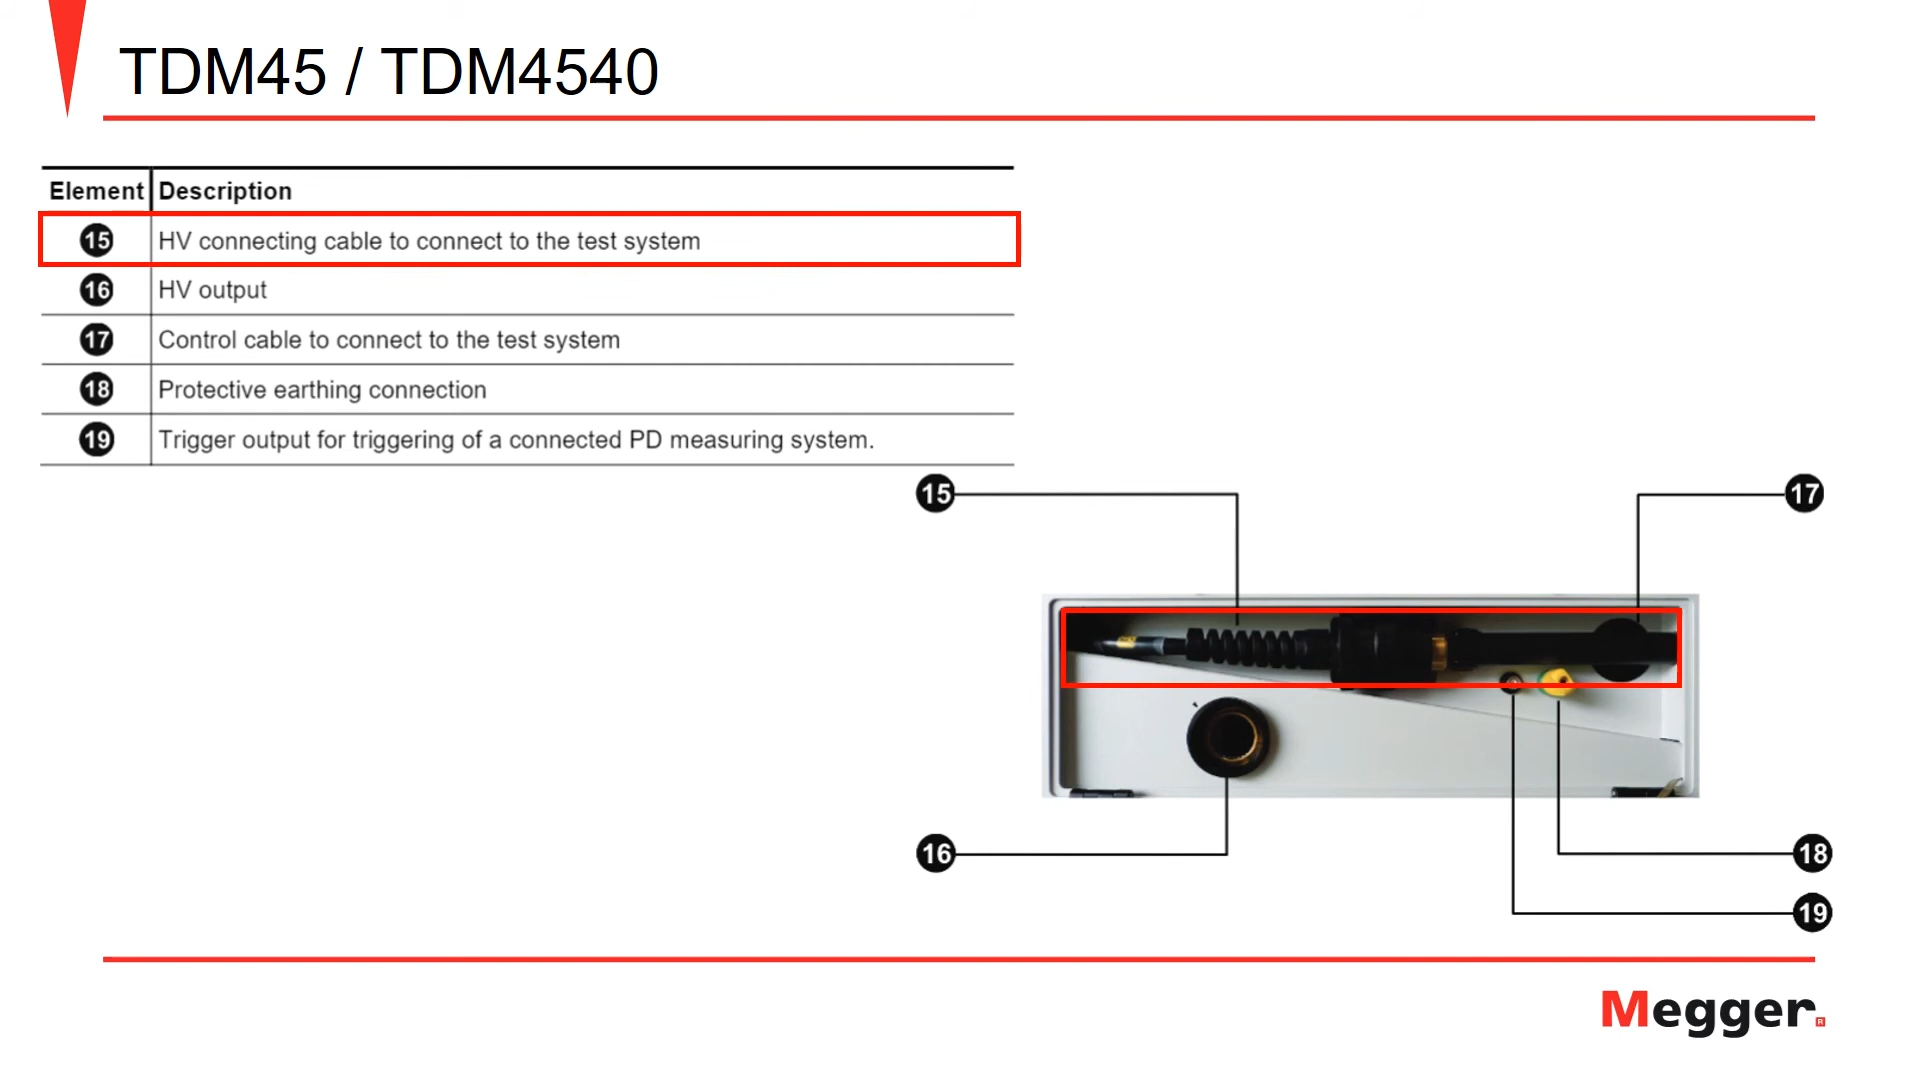 TDM45 / TDM4540
Element Description
15 HV connecting cable to connect to the test system
16 HV output
17 Control cable to connect to the test system
18 Protective earthing connection
19 Trigger output for triggering of a connected PD measuring system.
15
17
16
18
19
Megger®